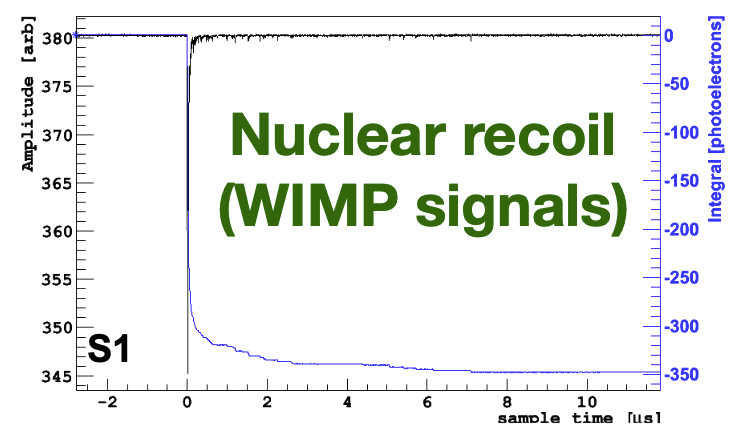 Amplitude [arb]
380
375
370
365
360
355
350
345
Nuclear recoil
(WIMP signals)
S1
0
-50
-100
-150
-200
-250
-300
-350
Integral [photoelectrons]
-2 0 2 4 6 8 10
sample time [μs]